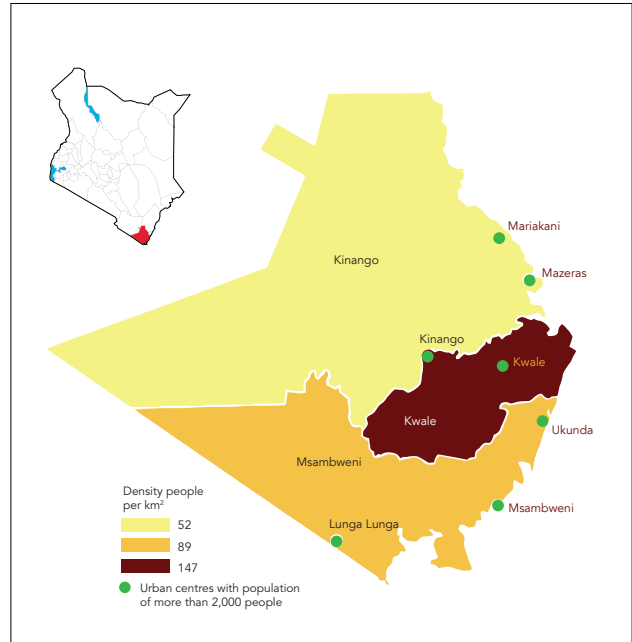 Mariakani
Kinango
Mazeras
Kinango
Kwale
Kwale
Ukunda
Msambweni
Msambweni
Lunga Lunga
Density people
per km²
52
89
147
Urban centres with population
of more than 2,000 people